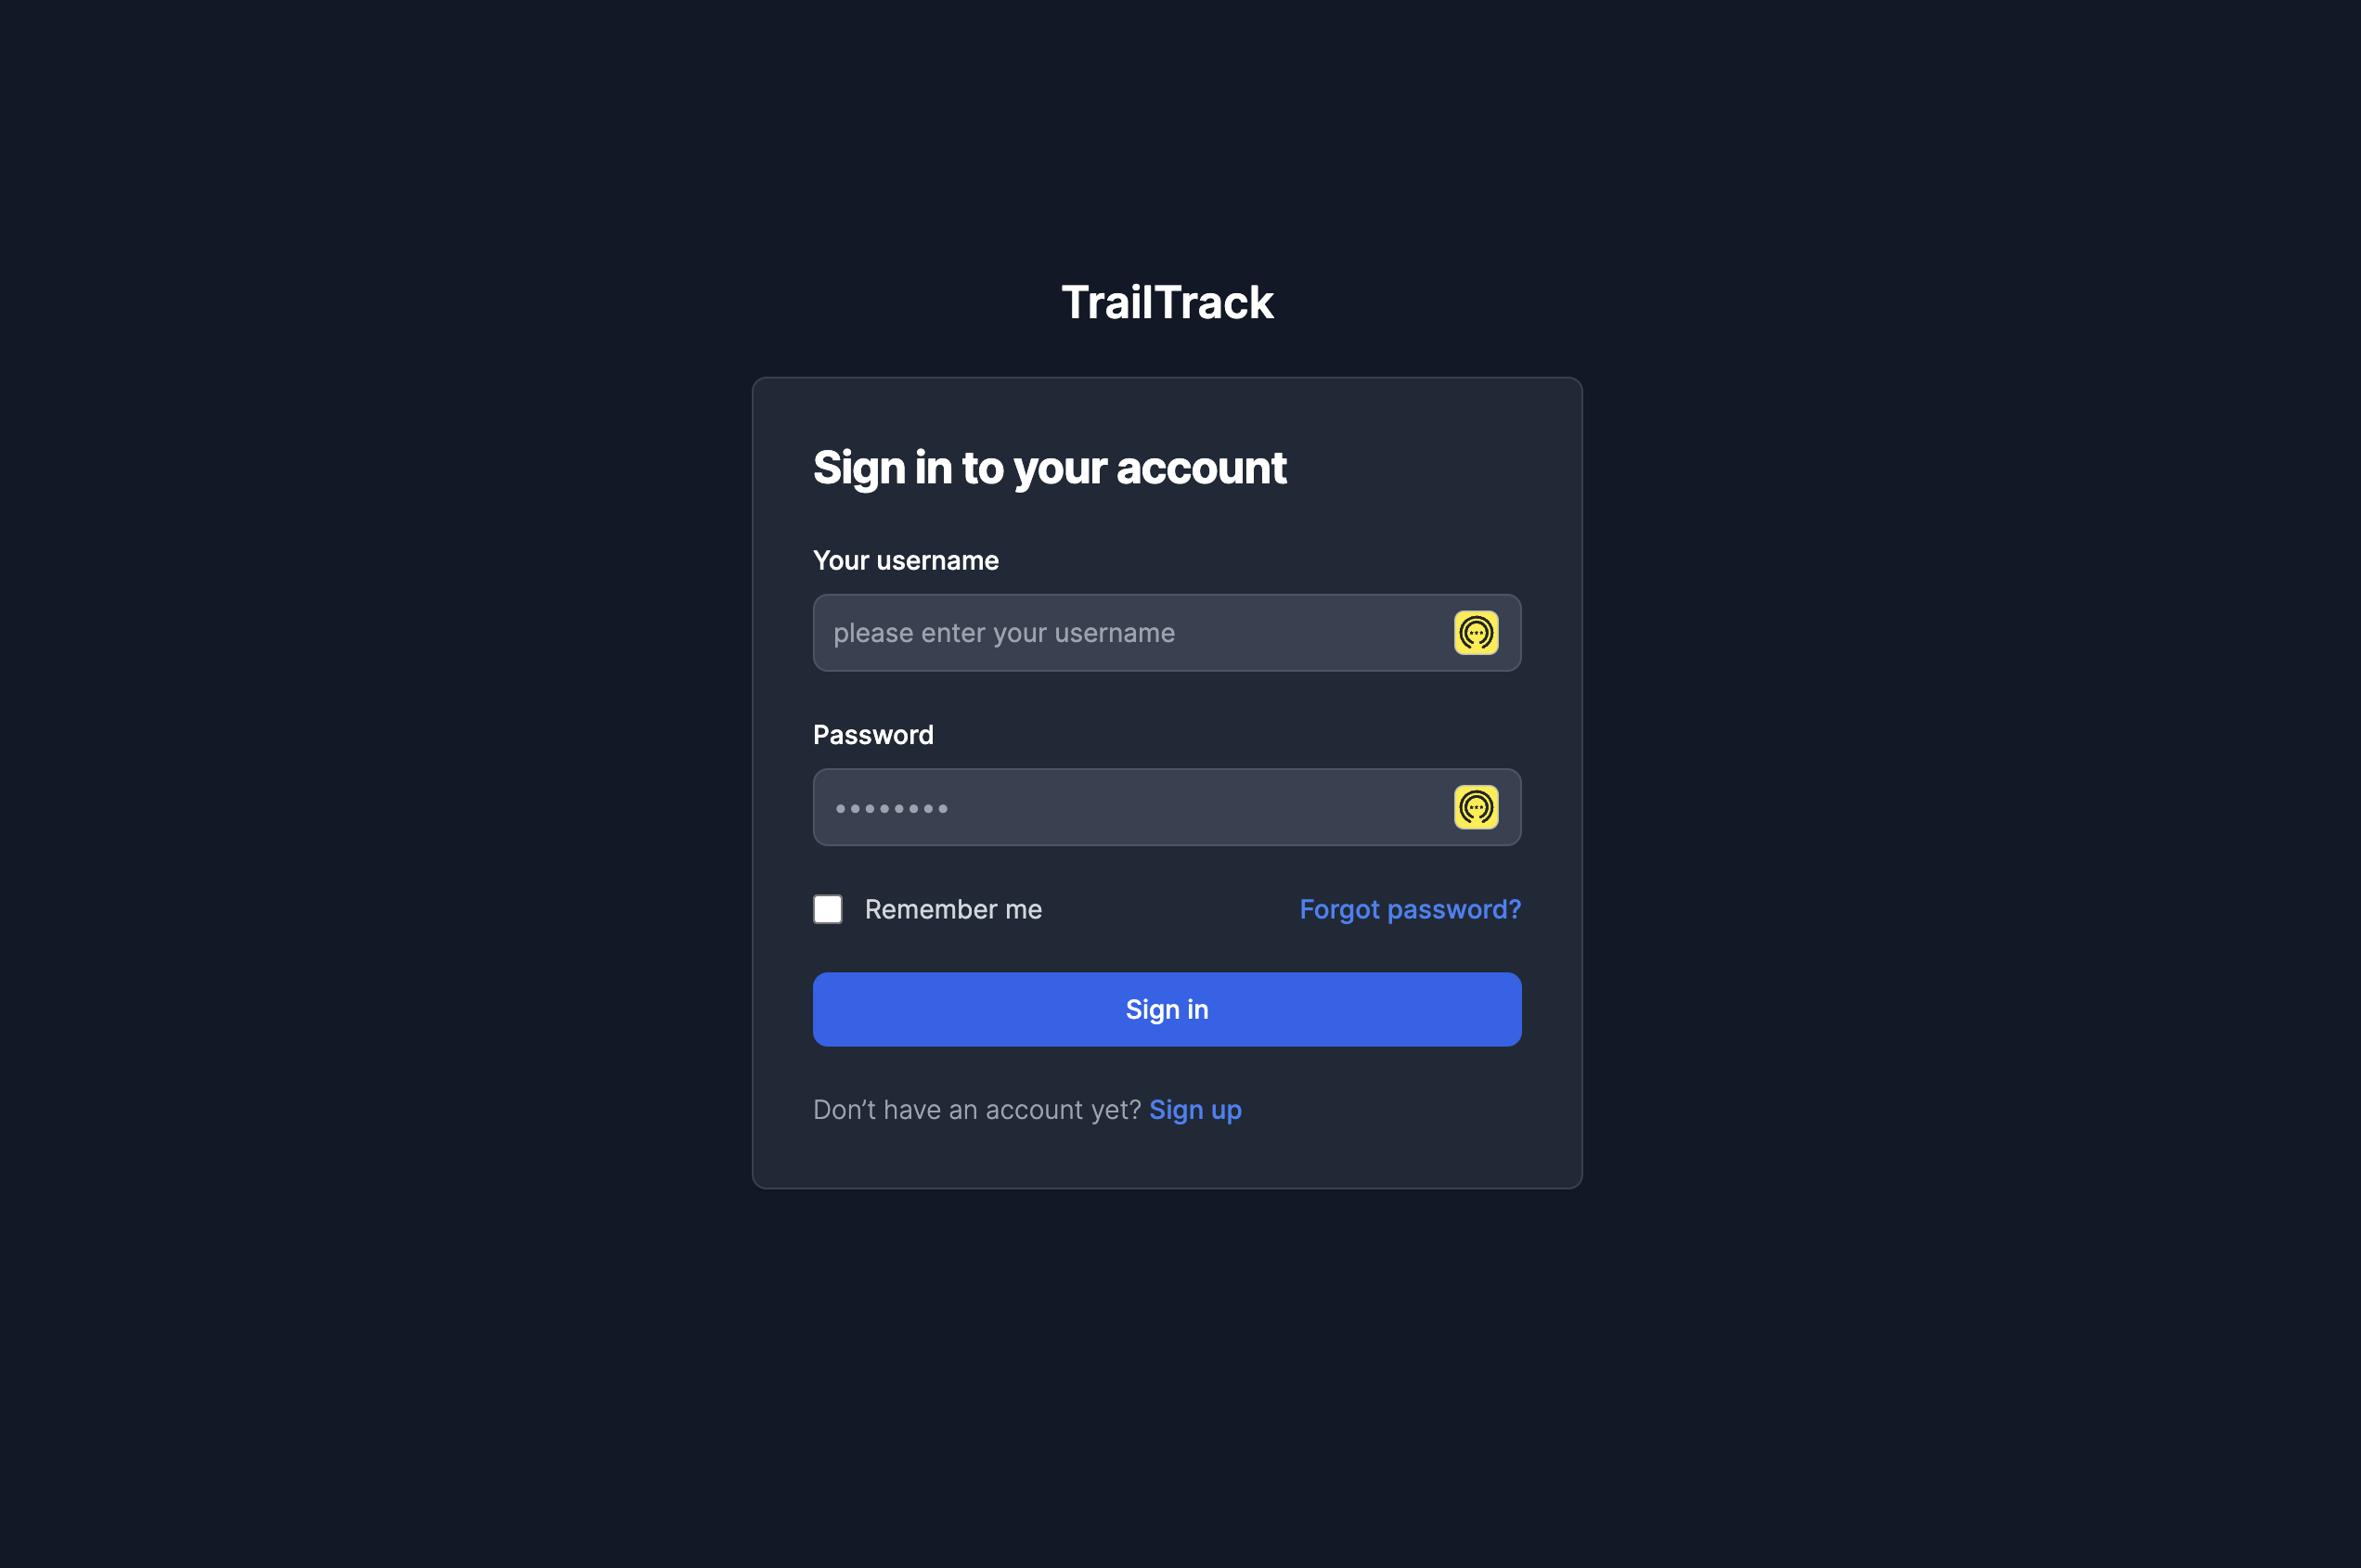 TrailTrack
Sign in to your account
Your username
please enter your username
Password
••••••••
Remember me
Forgot password?
Sign in
Don’t have an account yet? Sign up